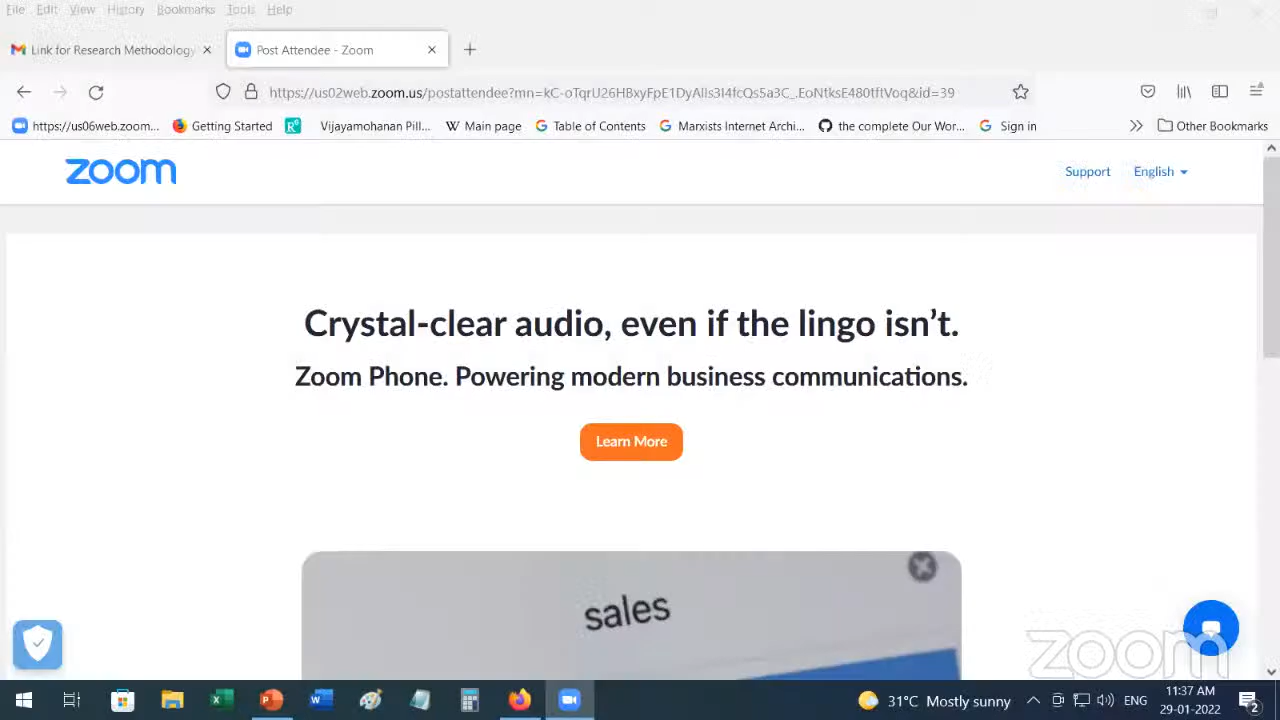 File Edit View History Bookmarks Tools Help
Link for Research Methodology
Post Attendee - Zoom
https://us02web.zoom.us/postattendee?mn=kC-oTqrU26HBxyFpE1DyAlIs3I4fcQs5a3C_.EoNtksE480tftVoq&id=39
https://us06web.zoom... Getting Started Vijayamohanan Pill... Main page Table of Contents Marxists Internet Archi... the complete Our Wor... Sign in Other Bookmarks
zoom Support English
Crystal-clear audio, even if the lingo isn't.
Zoom Phone. Powering modern business communications.
Learn More
sales
zoom
31°C Mostly sunny ENG 11:37 AM
29-01-2022
2